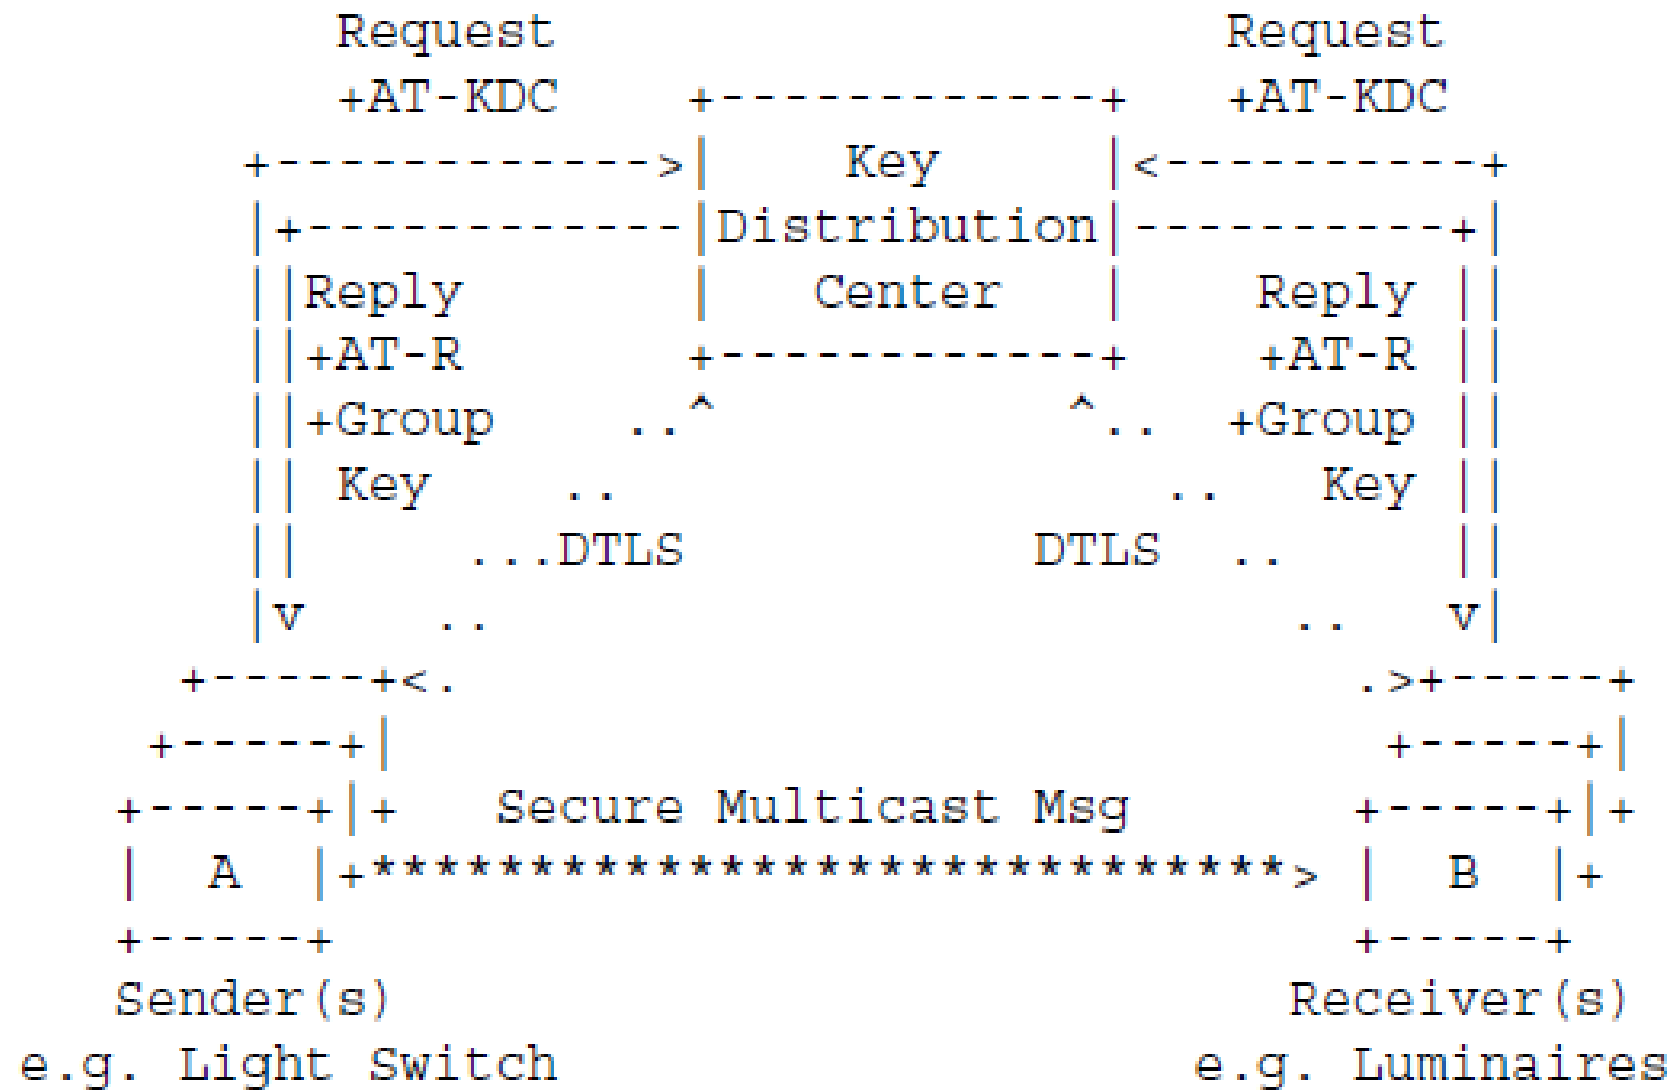 Request                     Request
          +AT-KDC    +------------+   +AT-KDC
       +------------>|    Key     |<----------+
       |+------------|Distribution|----------+|
       ||Reply       |   Center   |    Reply ||
       ||+AT-R       +------------+    +AT-R ||
       ||+Group    ..^           ^..  +Group ||
       || Key    ..                 ..   Key ||
       ||     ...DTLS           DTLS  ..     ||
       |v    ..                         ..  v|
     +-----+<.                            .>+-----+
    +-----+|                               +-----+|
   +-----+|+   Secure Multicast Msg       +-----+|+
   |  A  |+*****************************> |  B  |+
   +-----+                                +-----+
   Sender(s)                            Receiver(s)
e.g. Light Switch                    e.g. Luminaires